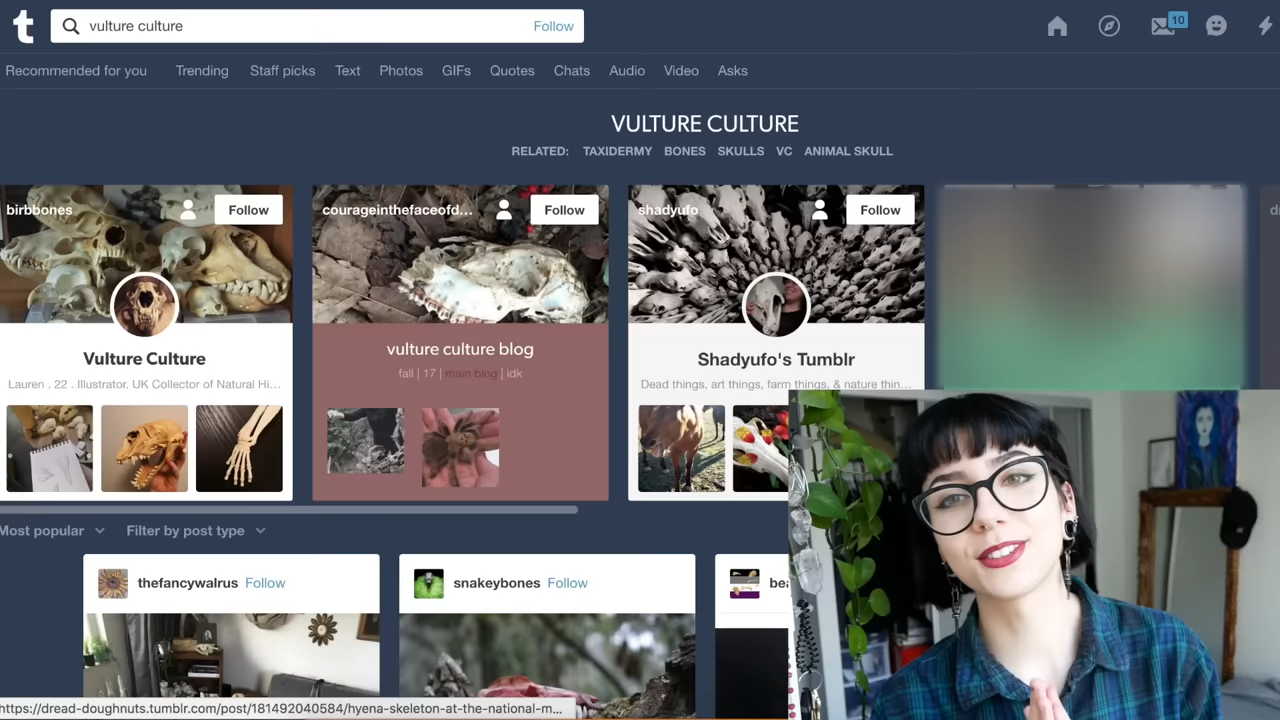 t
vulture culture
Follow
10
Recommended for you Trending Staff picks Text Photos GIFs Quotes Chats Audio Video Asks
VULTURE CULTURE
RELATED: TAXIDERMY BONES SKULLS VC ANIMAL SKULL
birbbones Follow
Vulture Culture
Lauren . 22 . Illustrator. UK Collector of Natural Hi...
courageinthefaceofd... Follow
vulture culture blog
fall | 17 | main blog | idk
shadyufo Follow
Shadyufo's Tumblr
Dead things, art things, farm things, & nature thin...
Most popular Filter by post type
thefancywalrus Follow
snakeybones Follow
https://dread-doughnuts.tumblr.com/post/181492040584/hyena-skeleton-at-the-national-m...